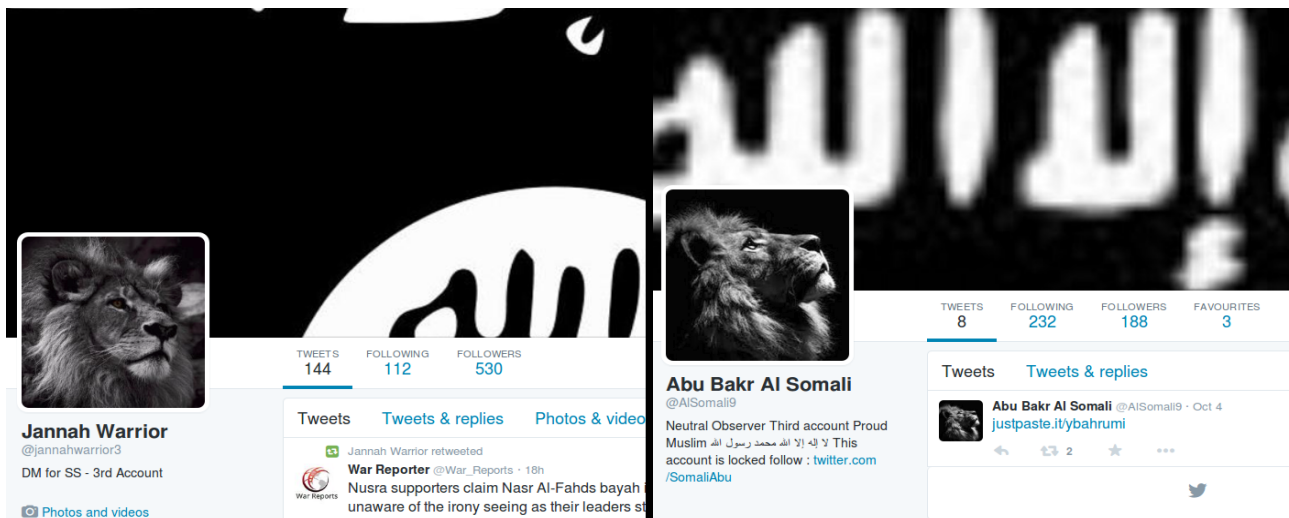 TWEETS FOLLOWING FOLLOWERS
144 112 530
Jannah Warrior
@jannahwarrior3
DM for SS - 3rd Account
Photos and videos
Tweets Tweets & replies Photos & video
Jannah Warrior retweeted
War Reporter @War_Reports · 18h
War Reports
Nusra supporters claim Nasr Al-Fahds bayah i
unaware of the irony seeing as their leaders st
الله
TWEETS FOLLOWING FOLLOWERS FAVOURITES
8 232 188 3
Abu Bakr Al Somali
@AlSomali9
Neutral Observer Third account Proud
Muslim لا إله إلا الله محمد رسول الله This
account is locked follow : twitter.com
/SomaliAbu
Tweets Tweets & replies
Abu Bakr Al Somali @AlSomali9 · Oct 4
justpaste.it/ybahrumi
2